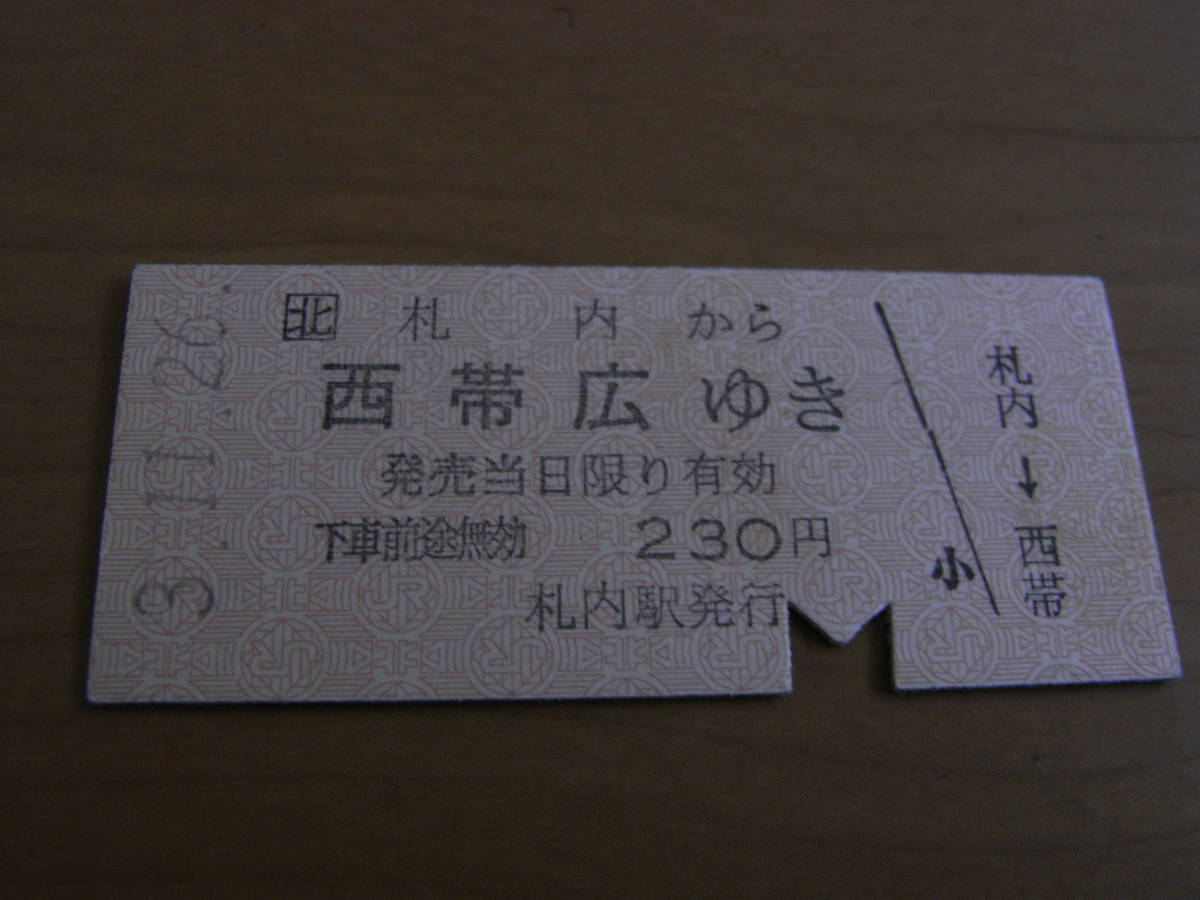 北 札内から
西帯広ゆき
発売当日限り有効
下車前途無効 230円
札内駅発行
3.11.26.
小
札内→西帯